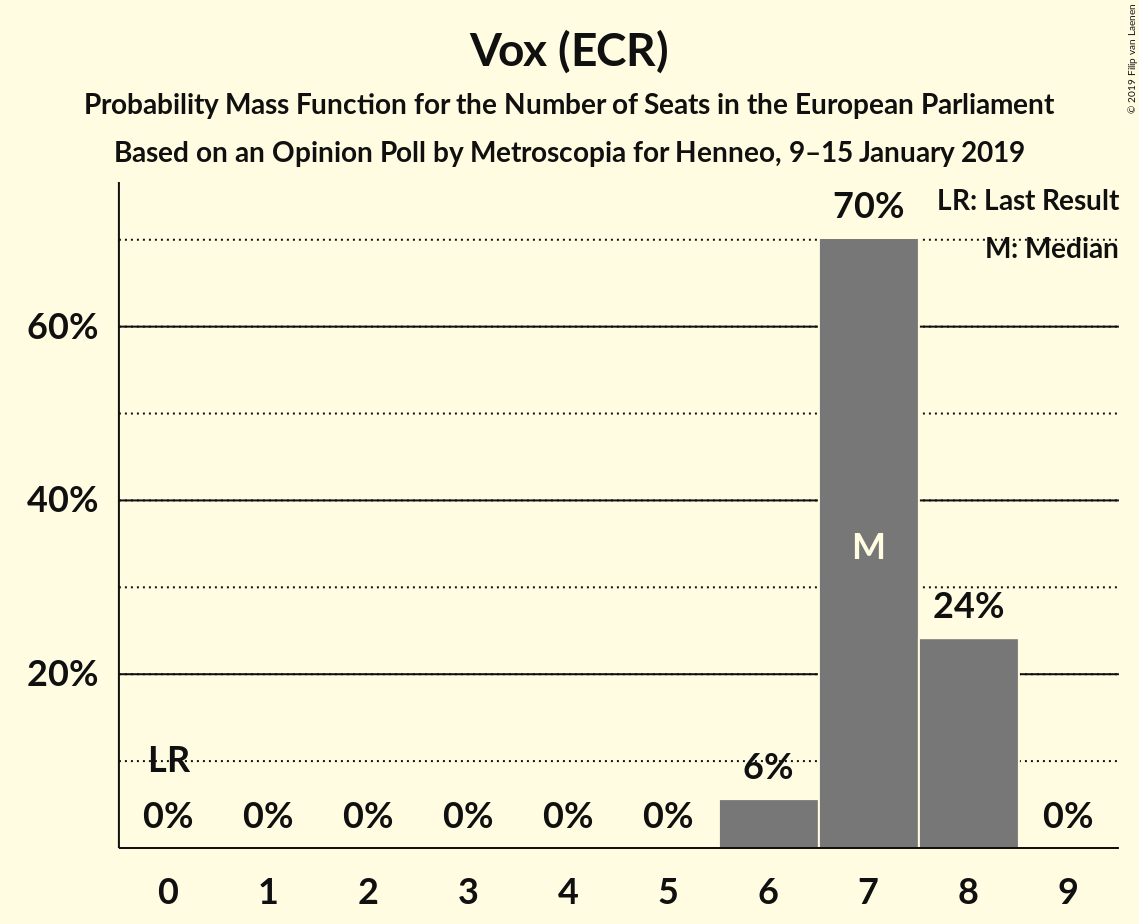 Vox (ECR)
Probability Mass Function for the Number of Seats in the European Parliament
Based on an Opinion Poll by Metroscopia for Henneo, 9–15 January 2019
© 2019 Filip van Laenen
LR: Last Result
M: Median
70%
60%
40%
M
24%
20%
LR
6%
0% 0% 0% 0% 0% 0% 0%
0 1 2 3 4 5 6 7 8 9